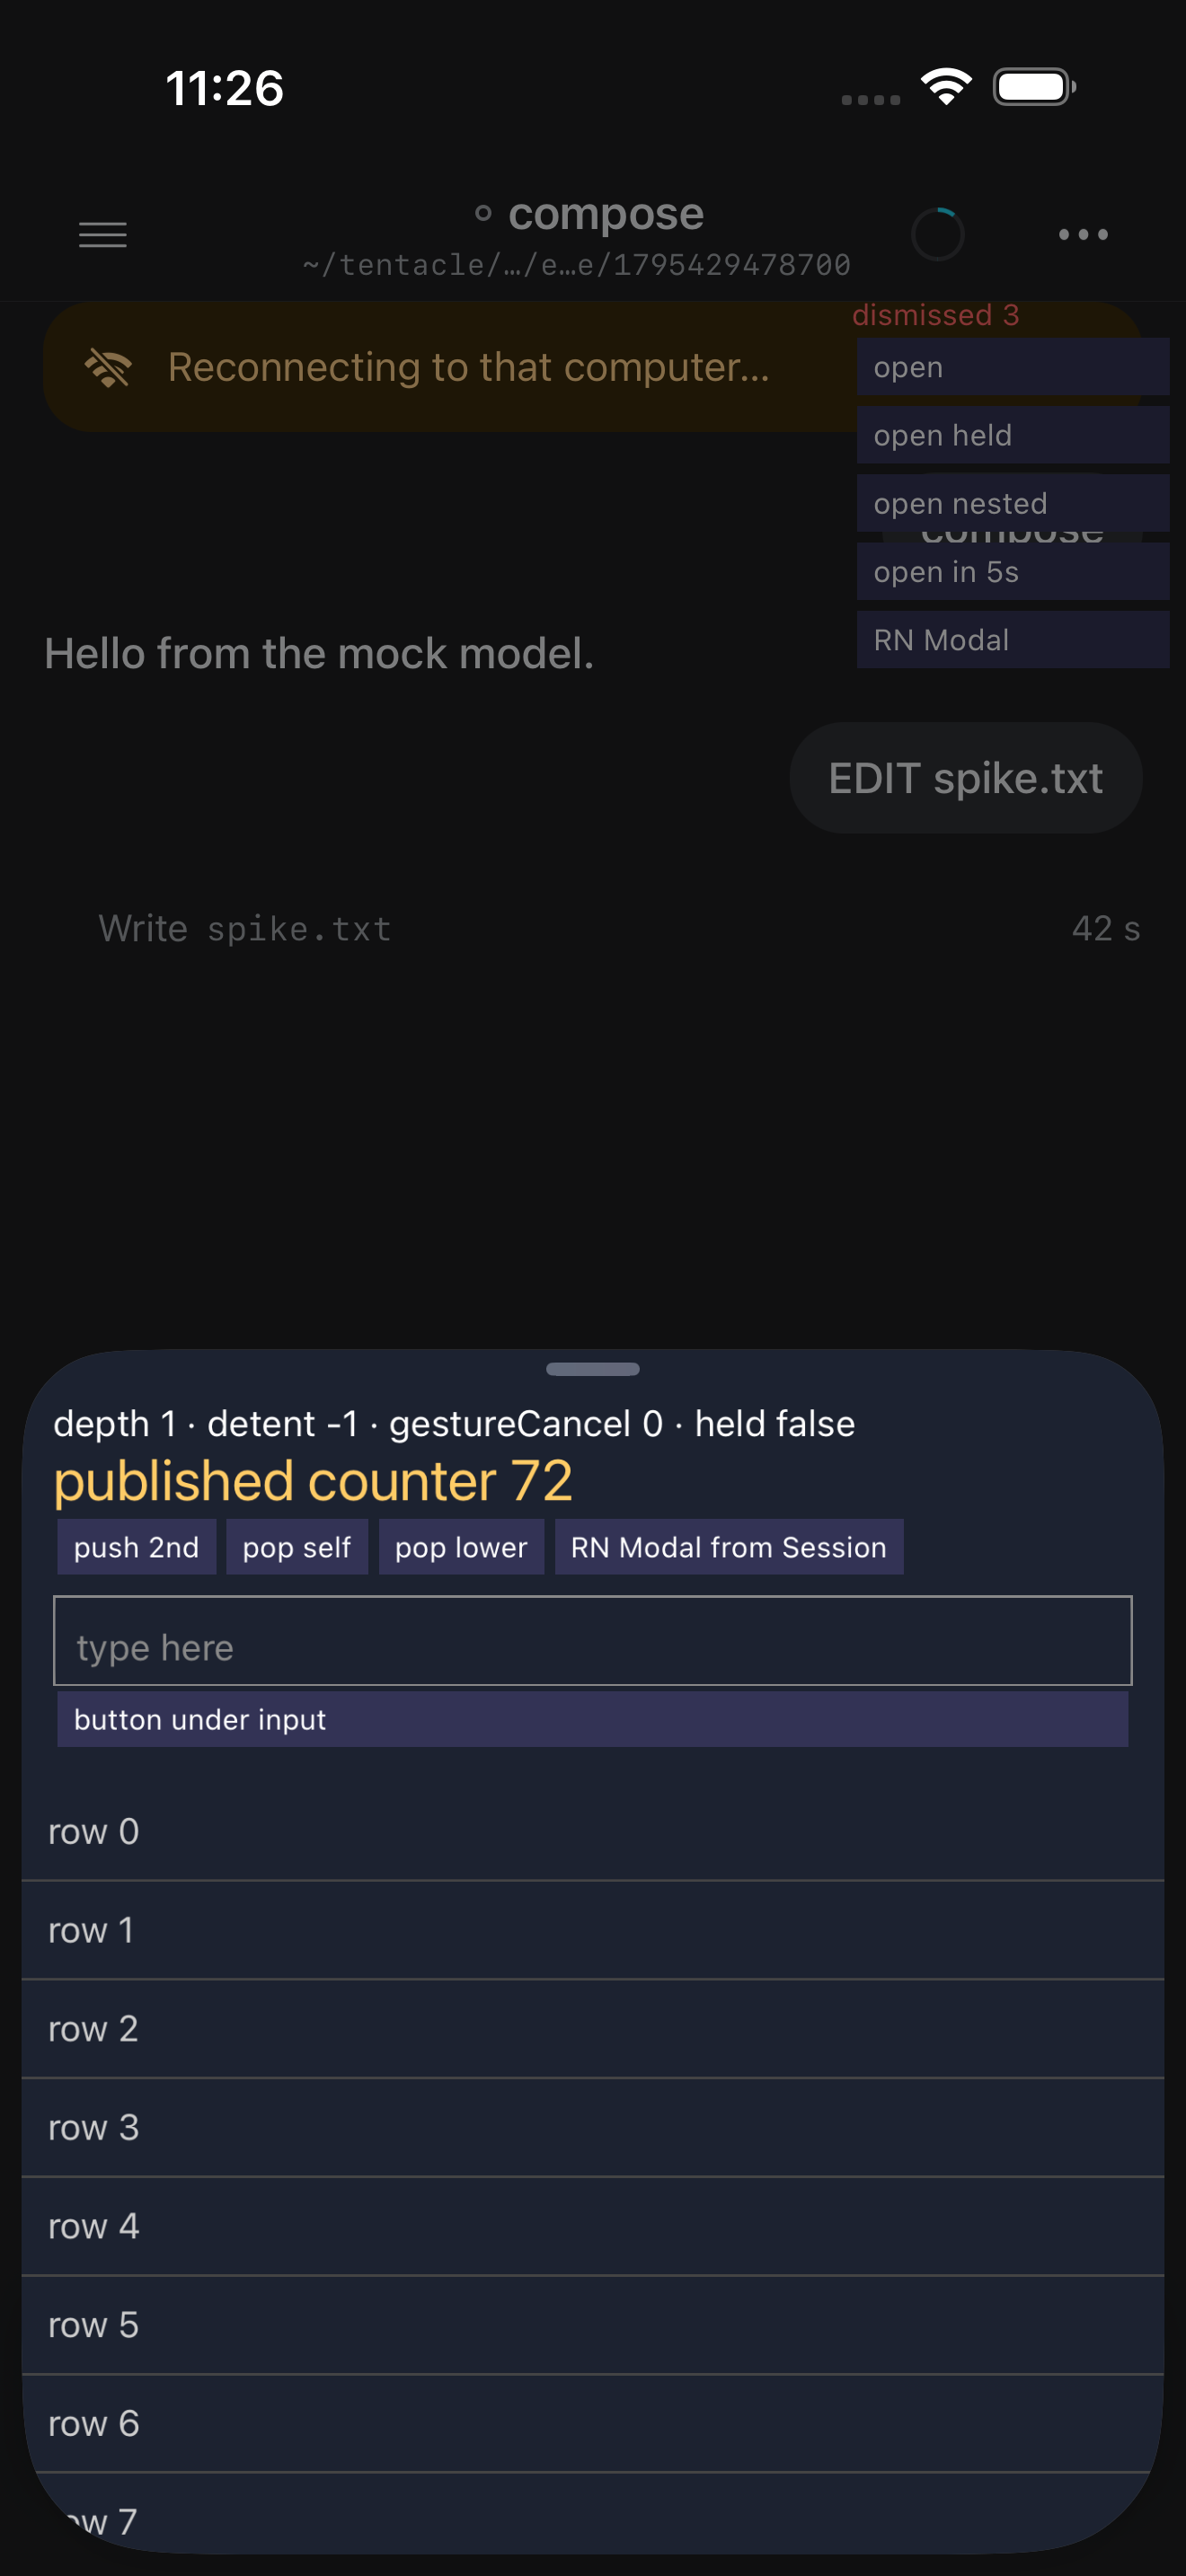 11:26
compose
~/tentacle/…/e…e/1795429478700
dismissed 3
Reconnecting to that computer…
open
open held
open nested
compose
open in 5s
Hello from the mock model.
RN Modal
EDIT spike.txt
Write spike.txt 42 s
depth 1 · detent -1 · gestureCancel 0 · held false
published counter 72
push 2nd pop self pop lower RN Modal from Session
type here
button under input
row 0
row 1
row 2
row 3
row 4
row 5
row 6
row 7